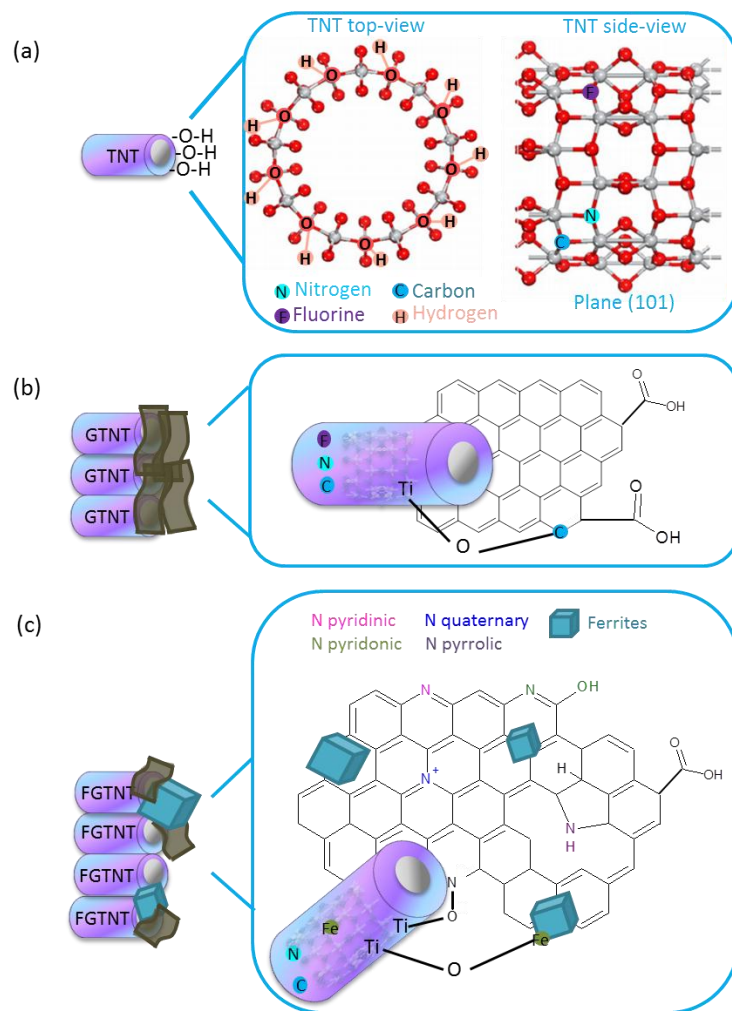 (a)
TNT top-view
TNT side-view
TNT
-O-H
-O-H
-O-H
H
H
H
H
H
H
H
H
H
O
O
O
O
O
O
O
O
O
F
N
C
N Nitrogen
C Carbon
F Fluorine
H Hydrogen
Plane (101)
(b)
GTNT
GTNT
GTNT
F
N
C
Ti
O
C
O
OH
O
OH
(c)
N pyridinic
N quaternary
Ferrites
N pyridonic
N pyrrolic
FGTNT
FGTNT
FGTNT
FGTNT
N
N
OH
N+
H
O
OH
N
H
N
O
Ti
Ti
O
Fe
Fe
N
C